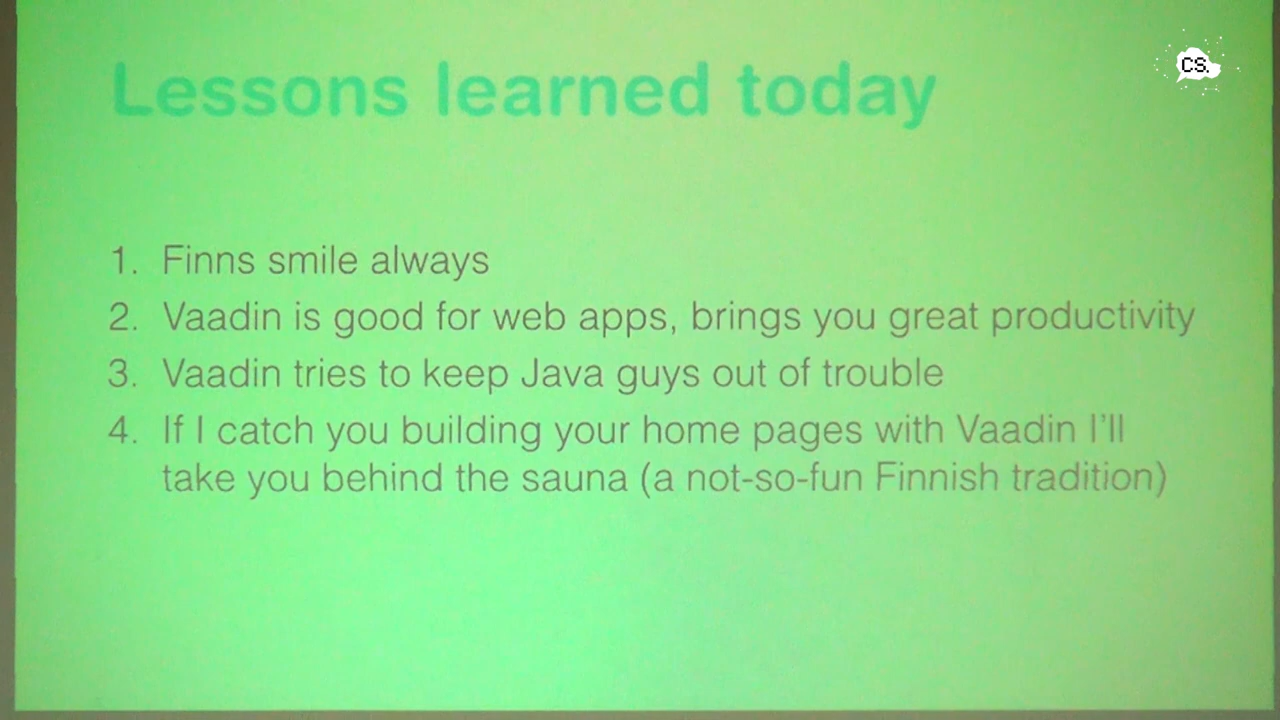 Lessons learned today
CS.
1. Finns smile always
2. Vaadin is good for web apps, brings you great productivity
3. Vaadin tries to keep Java guys out of trouble
4. If I catch you building your home pages with Vaadin I'll
take you behind the sauna (a not-so-fun Finnish tradition)